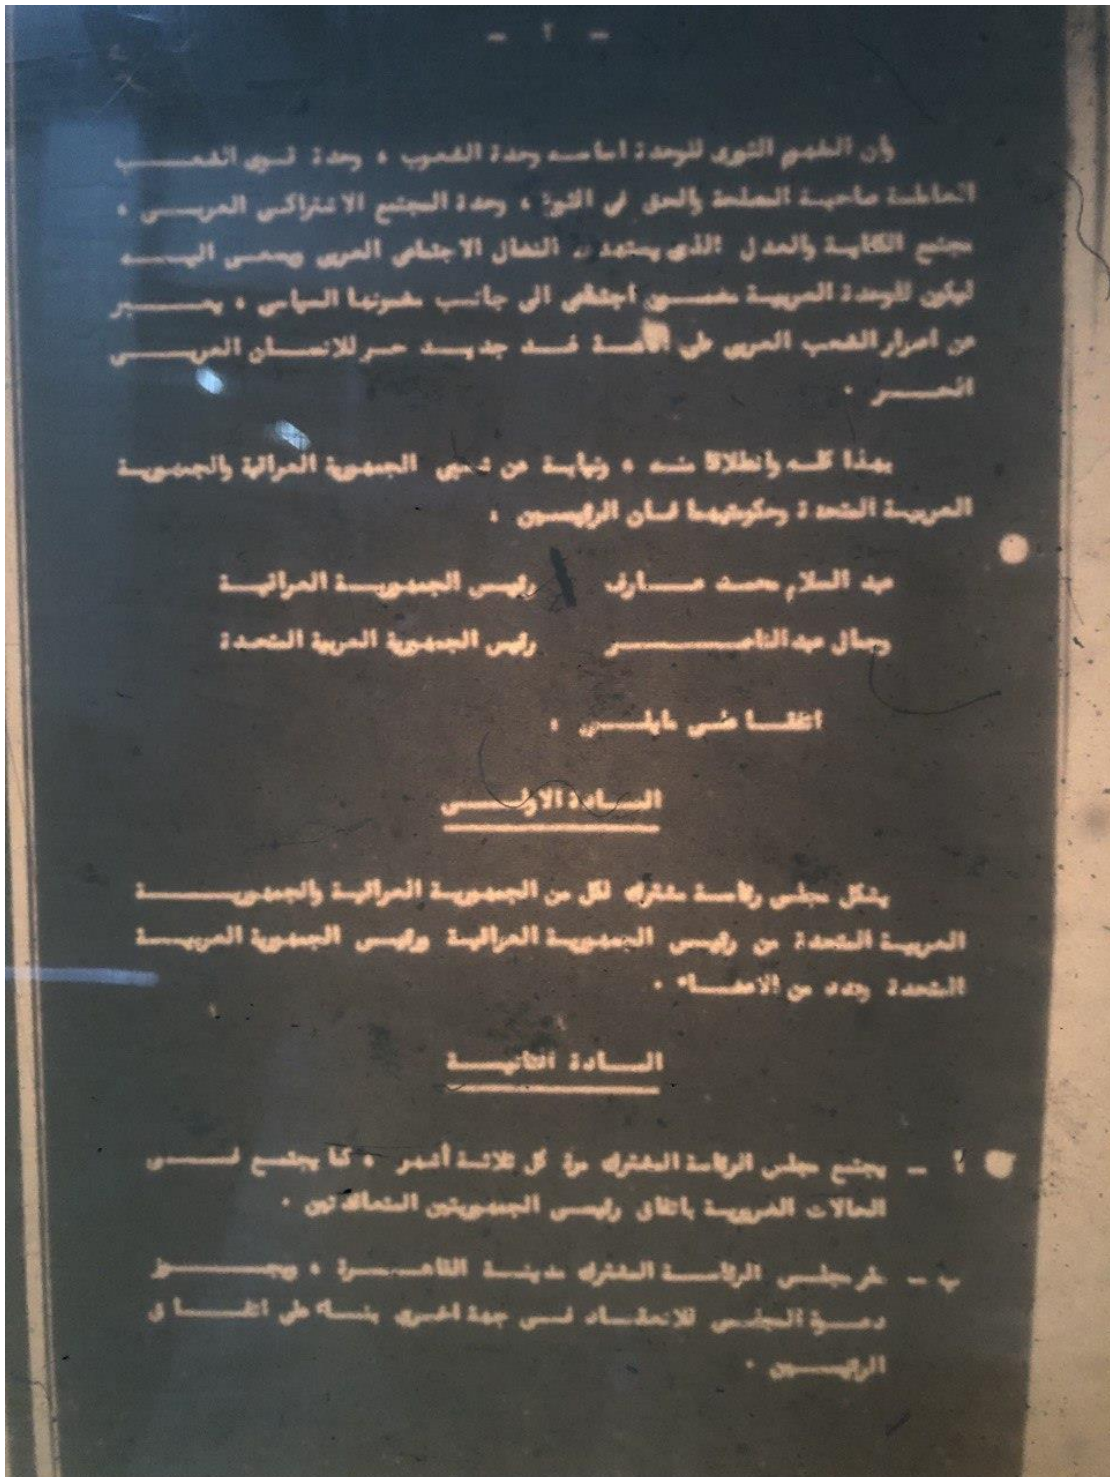 - ٢ -
وأن المفهوم الثوري للوحدة اساسه وحدة الشعوب ، وحدة قوى الشعب
العاملة صاحبة المصلحة والحق في الثورة ، وحدة المجتمع الاشتراكي العربي ،
مجتمع الكفاية والعدل الذي يستهدفه النضال الاجتماعي العربي ويسعى اليه
ليكون للوحدة العربية مضمون اجتماعي الى جانب مضمونها السياسي ، يعبر
عن اصرار الشعب العربي على غد جديد حر للانسان العربي
الحر .
بهذا كله وانطلاقا منه ، ونيابة عن شعبي الجمهورية العراقية والجمهورية
العربية المتحدة وحكومتيهما فان الرئيسين ،
عبد السلام محمد عارف رئيس الجمهورية العراقية
وجمال عبد الناصر رئيس الجمهورية العربية المتحدة
اتفقا على مايلي ،
المادة الاولى
يشكل مجلس رئاسة مشترك لكل من الجمهورية العراقية والجمهورية
العربية المتحدة من رئيس الجمهورية العراقية ورئيس الجمهورية العربية
المتحدة وعدد من الاعضاء .
المادة الثانية
أ - يجتمع مجلس الرئاسة المشترك مرة كل ثلاثة أشهر ، كما يجتمع في
الحالات الضرورية باتفاق رئيسي الجمهوريتين المتعاقدتين .
ب - مقر مجلس الرئاسة المشترك مدينة القاهرة ، ويجوز
دعوة المجلس للانعقاد في جهة اخرى بناء على اتفاق
الرئيسين .